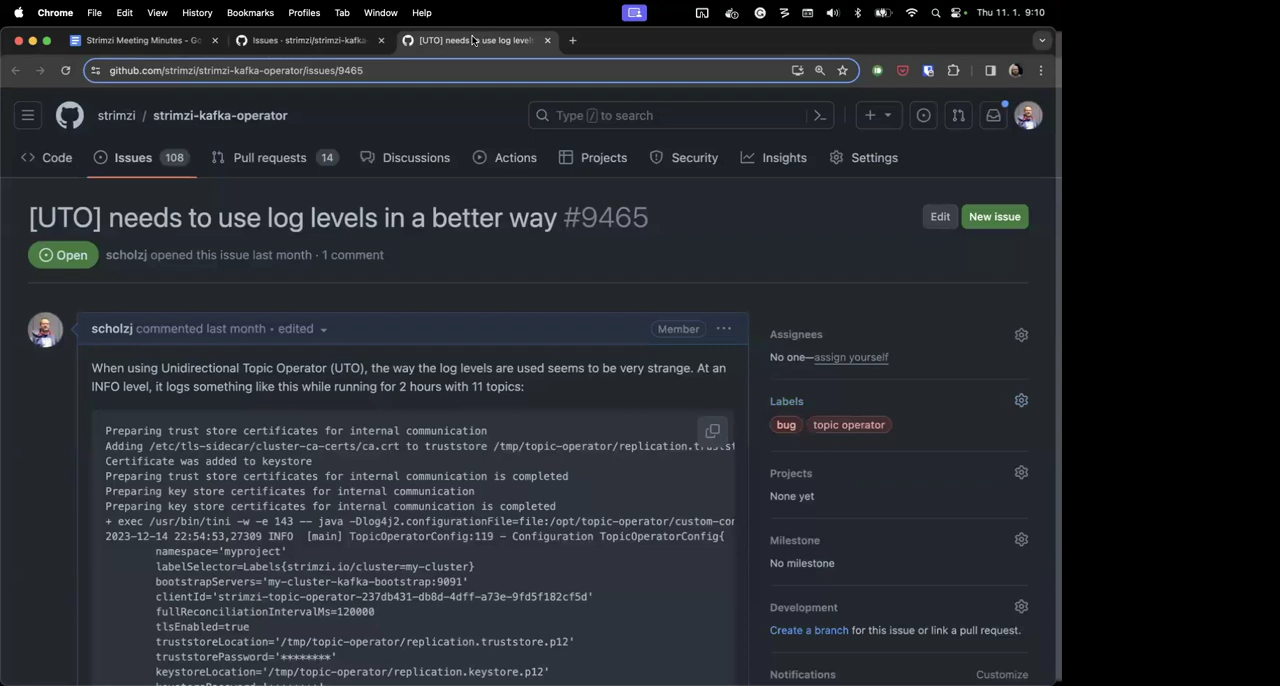 Chrome File Edit View History Bookmarks Profiles Tab Window Help Thu 11. 1. 9:10
Strimzi Meeting Minutes - Go Issues · strimzi/strimzi-kafka- [UTO] needs to use log levels
github.com/strimzi/strimzi-kafka-operator/issues/9465
strimzi / strimzi-kafka-operator Type / to search
Code Issues 108 Pull requests 14 Discussions Actions Projects Security Insights Settings
[UTO] needs to use log levels in a better way #9465 Edit New issue
Open scholzj opened this issue last month · 1 comment
scholzj commented last month • edited Member
When using Unidirectional Topic Operator (UTO), the way the log levels are used seems to be very strange. At an
INFO level, it logs something like this while running for 2 hours with 11 topics:
Preparing trust store certificates for internal communication
Adding /etc/tls-sidecar/cluster-ca-certs/ca.crt to truststore /tmp/topic-operator/replication.trustst
Certificate was added to keystore
Preparing trust store certificates for internal communication is completed
Preparing key store certificates for internal communication
Preparing key store certificates for internal communication is completed
+ exec /usr/bin/tini -w -e 143 -- java -Dlog4j2.configurationFile=file:/opt/topic-operator/custom-con
2023-12-14 22:54:53,27309 INFO [main] TopicOperatorConfig:119 - Configuration TopicOperatorConfig{
namespace='myproject'
labelSelector=Labels{strimzi.io/cluster=my-cluster}
bootstrapServers='my-cluster-kafka-bootstrap:9091'
clientId='strimzi-topic-operator-237db431-db8d-4dff-a73e-9fd5f182cf5d'
fullReconciliationIntervalMs=120000
tlsEnabled=true
truststoreLocation='/tmp/topic-operator/replication.truststore.p12'
truststorePassword='********'
keystoreLocation='/tmp/topic-operator/replication.keystore.p12'
Assignees
No one—assign yourself
Labels
bug topic operator
Projects
None yet
Milestone
No milestone
Development
Create a branch for this issue or link a pull request.
Notifications Customize